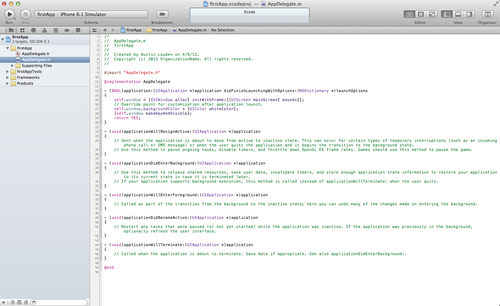 firstApp.xcodeproj — AppDelegate.m
firstApp
iPhone 6.1 Simulator
Xcode
No Issues
Run
Stop
Scheme
Breakpoints
Editor
View
Organizer
firstApp
AppDelegate.m
No Selection
firstApp
2 targets, iOS SDK 6.1
firstApp
AppDelegate.h
AppDelegate.m
Supporting Files
firstAppTests
Frameworks
Products
//
// AppDelegate.m
// firstApp
//
// Created by Austin Louden on
// Copyright (c) 2013 OrganizationName. All rights reserved.
//
#import "AppDelegate.h"
@implementation AppDelegate
- (BOOL)application:(UIApplication *)application didFinishLaunchingWithOptions:(NSDictionary *)launchOptions
{
self.window = [[UIWindow alloc] initWithFrame:[[UIScreen mainScreen] bounds]];
// Override point for customization after application launch.
self.window.backgroundColor = [UIColor whiteColor];
[self.window makeKeyAndVisible];
return YES;
}
- (void)applicationWillResignActive:(UIApplication *)application
{
// Sent when the application is about to move from active to inactive state. This can occur for certain types of temporary interruptions (such as an incoming
phone call or SMS message) or when the user quits the application and it begins the transition to the background state.
// Use this method to pause ongoing tasks, disable timers, and throttle down OpenGL ES frame rates. Games should use this method to pause the game.
}
- (void)applicationDidEnterBackground:(UIApplication *)application
{
// Use this method to release shared resources, save user data, invalidate timers, and store enough application state information to restore your application
to its current state in case it is terminated later.
// If your application supports background execution, this method is called instead of applicationWillTerminate: when the user quits.
}
- (void)applicationWillEnterForeground:(UIApplication *)application
{
// Called as part of the transition from the background to the inactive state; here you can undo many of the changes made on entering the background.
}
- (void)applicationDidBecomeActive:(UIApplication *)application
{
// Restart any tasks that were paused (or not yet started) while the application was inactive. If the application was previously in the background,
optionally refresh the user interface.
}
- (void)applicationWillTerminate:(UIApplication *)application
{
// Called when the application is about to terminate. Save data if appropriate. See also applicationDidEnterBackground:.
}
@end